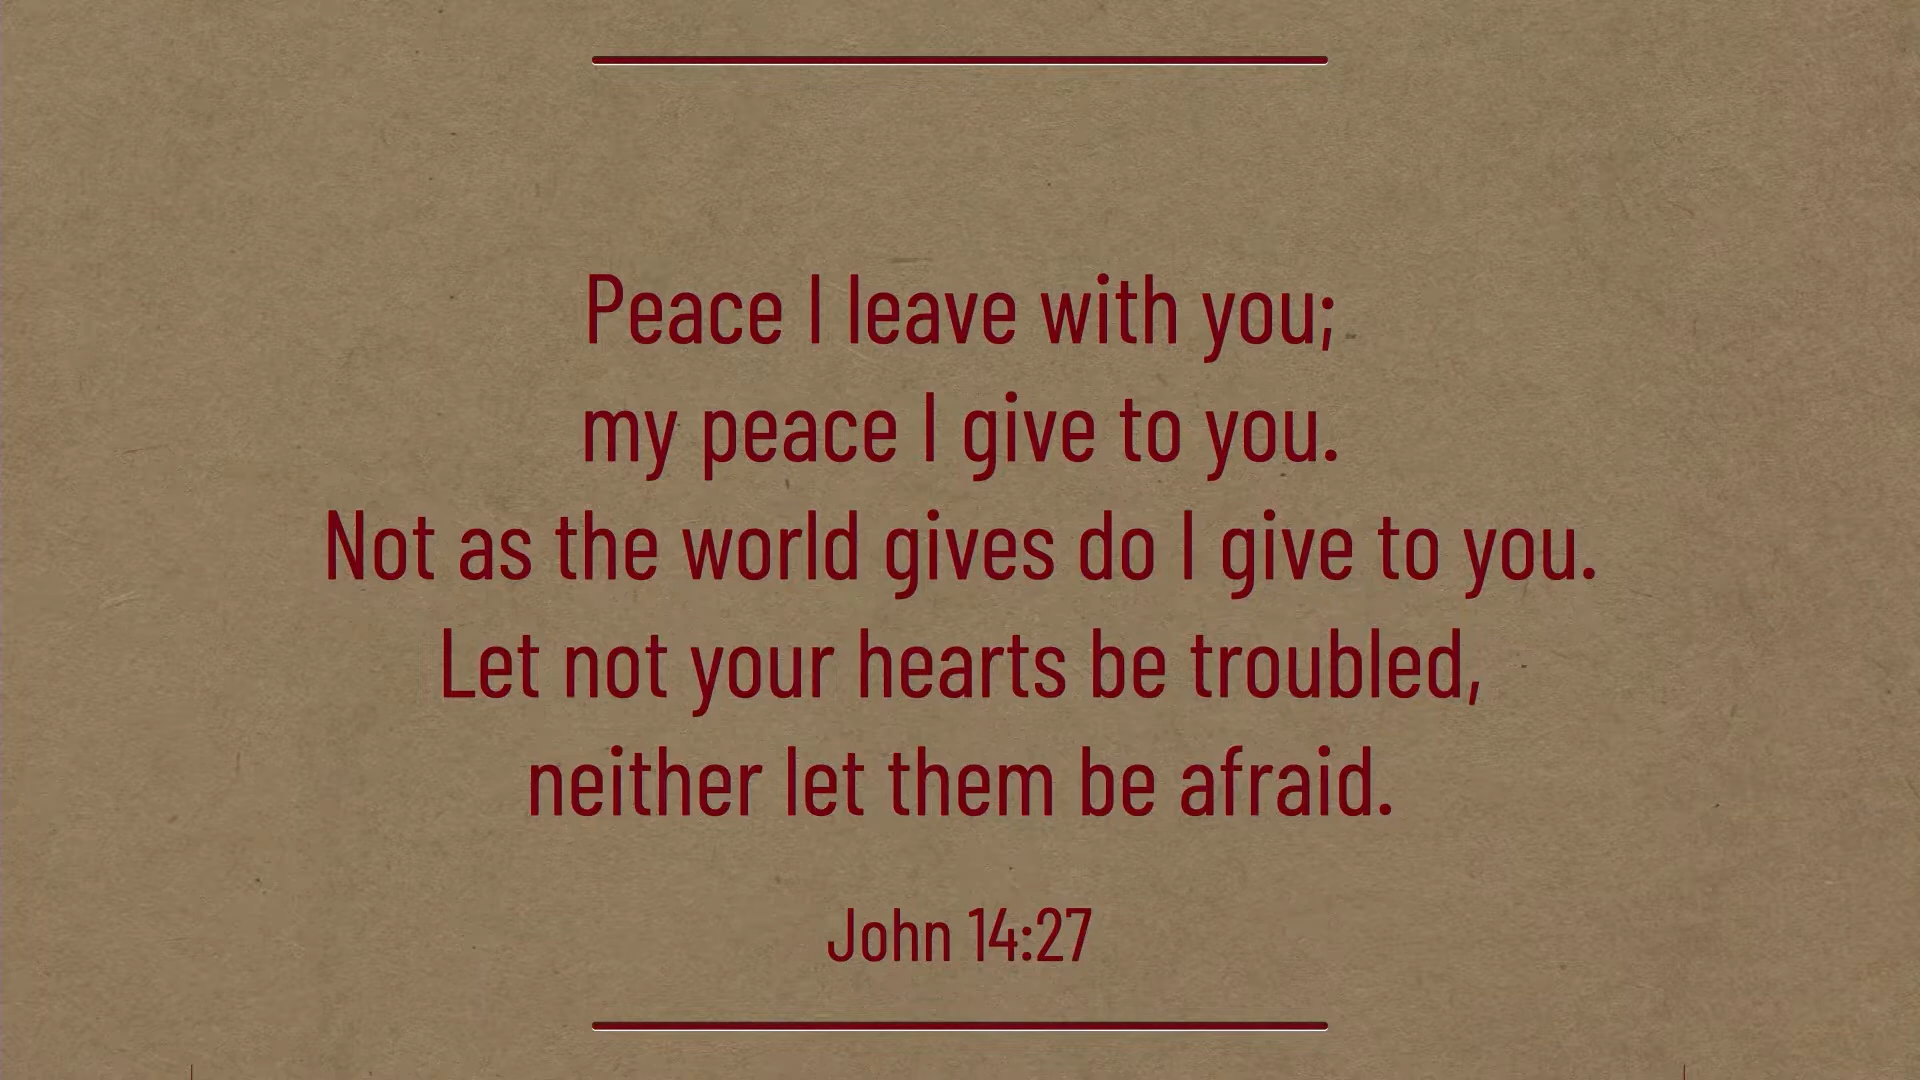 Peace I leave with you;
my peace I give to you.
Not as the world gives do I give to you.
Let not your hearts be troubled,
neither let them be afraid.
John 14:27